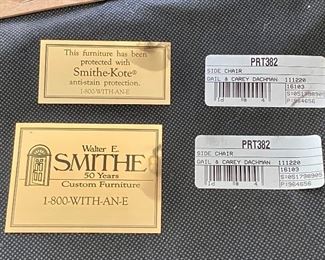 This furniture has been
protected with
Smithe-Kote®
anti-stain protection.
1-800-WITH-AN-E
PRT382
SIDE CHAIR
GAIL & CAREY DACHMAN 111220
16103
P:964656
Walter E.
SMITHE
50 Years
Custom Furniture
1-800-WITH-AN-E
PRT382
SIDE CHAIR
GAIL & CAREY DACHMAN 111220
16103
P:964656